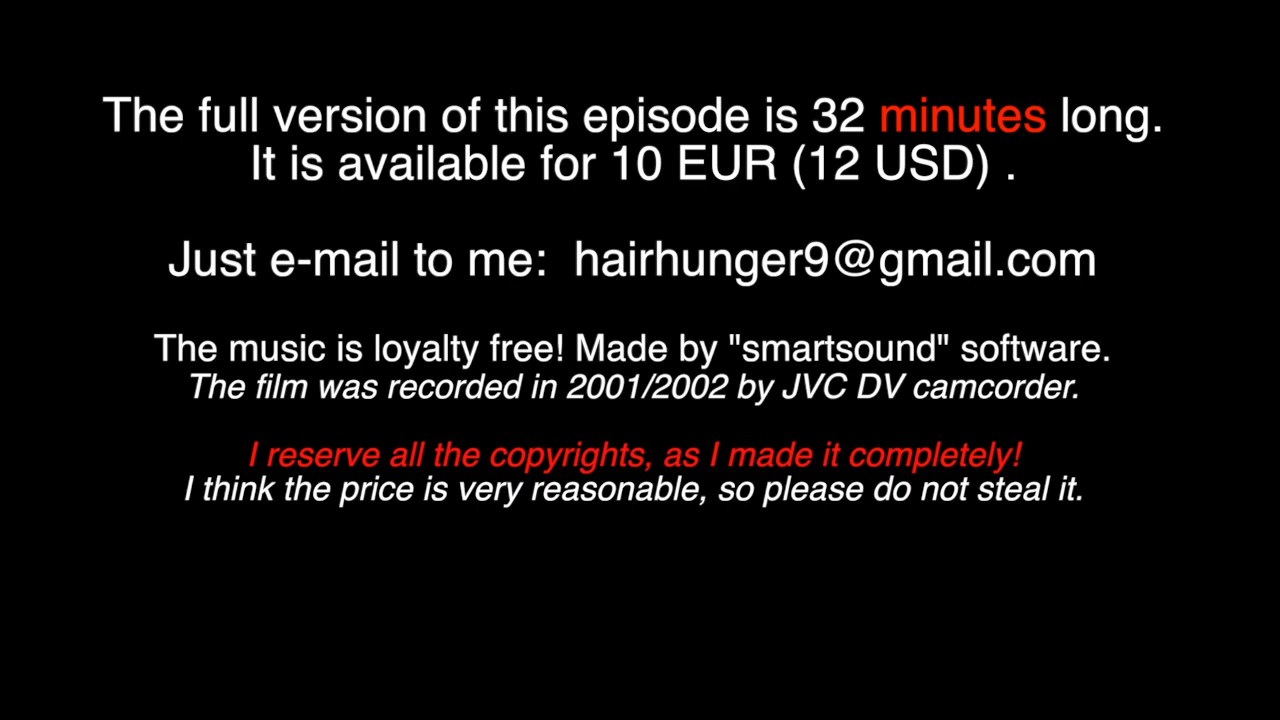 The full version of this episode is 32 minutes long.
It is available for 10 EUR (12 USD) .
Just e-mail to me: hairhunger9@gmail.com
The music is loyalty free! Made by "smartsound" software.
The film was recorded in 2001/2002 by JVC DV camcorder.
I reserve all the copyrights, as I made it completely!
I think the price is very reasonable, so please do not steal it.